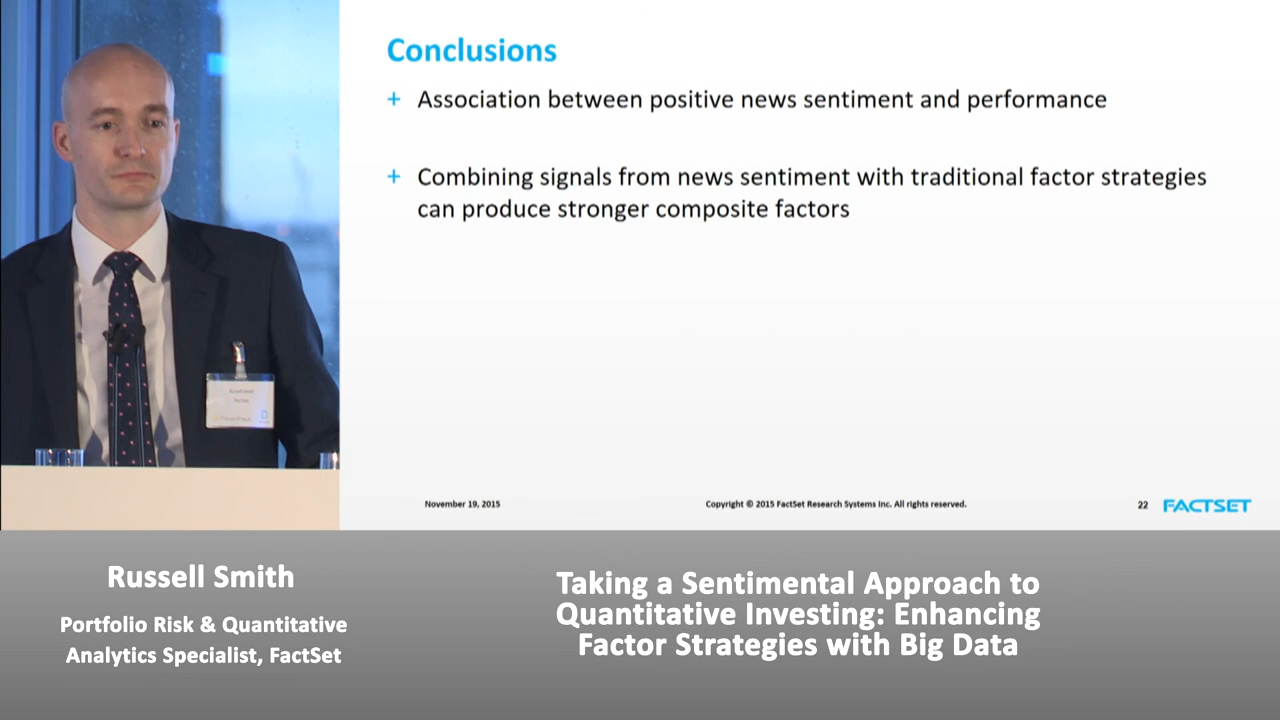 Conclusions
+ Association between positive news sentiment and performance
+ Combining signals from news sentiment with traditional factor strategies
can produce stronger composite factors
November 19, 2015
Copyright © 2015 FactSet Research Systems Inc. All rights reserved.
22
FACTSET
Russell Smith
Portfolio Risk & Quantitative
Analytics Specialist, FactSet
Taking a Sentimental Approach to
Quantitative Investing: Enhancing
Factor Strategies with Big Data